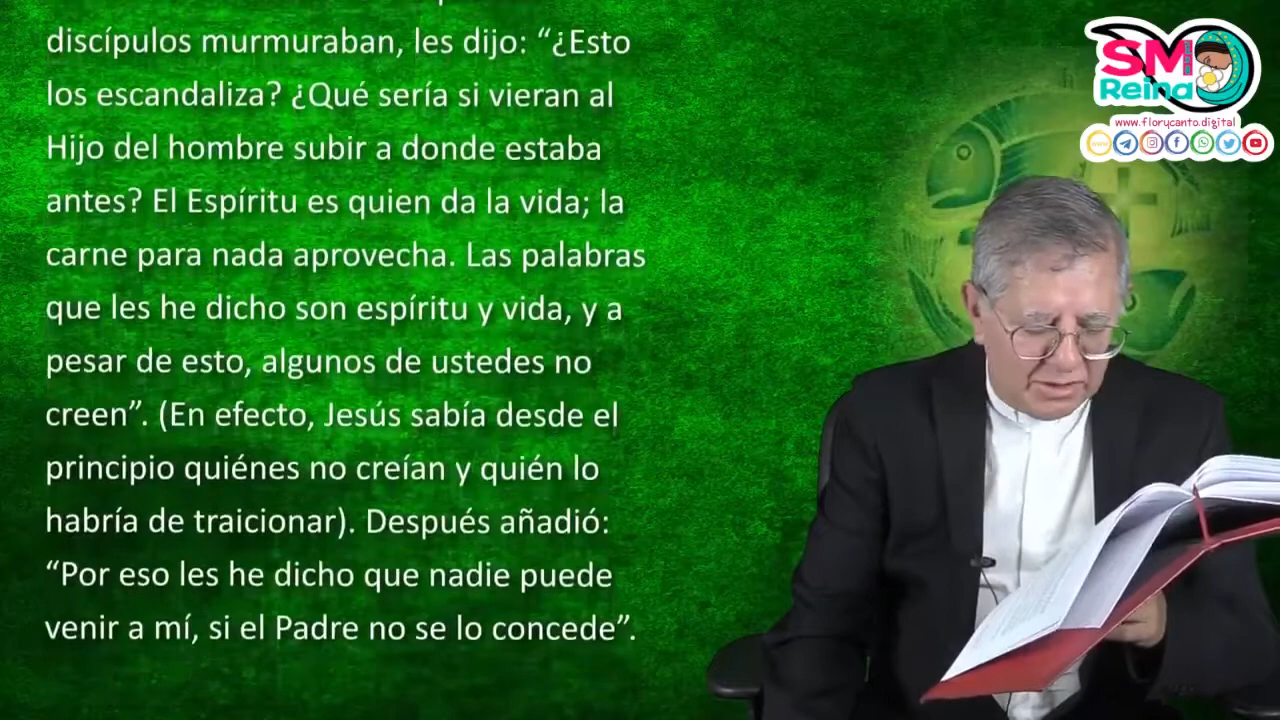 discípulos murmuraban, les dijo: “¿Esto
los escandaliza? ¿Qué sería si vieran al
Hijo del hombre subir a donde estaba
antes? El Espíritu es quien da la vida; la
carne para nada aprovecha. Las palabras
que les he dicho son espíritu y vida, y a
pesar de esto, algunos de ustedes no
creen”. (En efecto, Jesús sabía desde el
principio quiénes no creían y quién lo
habría de traicionar). Después añadió:
“Por eso les he dicho que nadie puede
venir a mí, si el Padre no se lo concede”.
SM
Reina
www.florycanto.digital